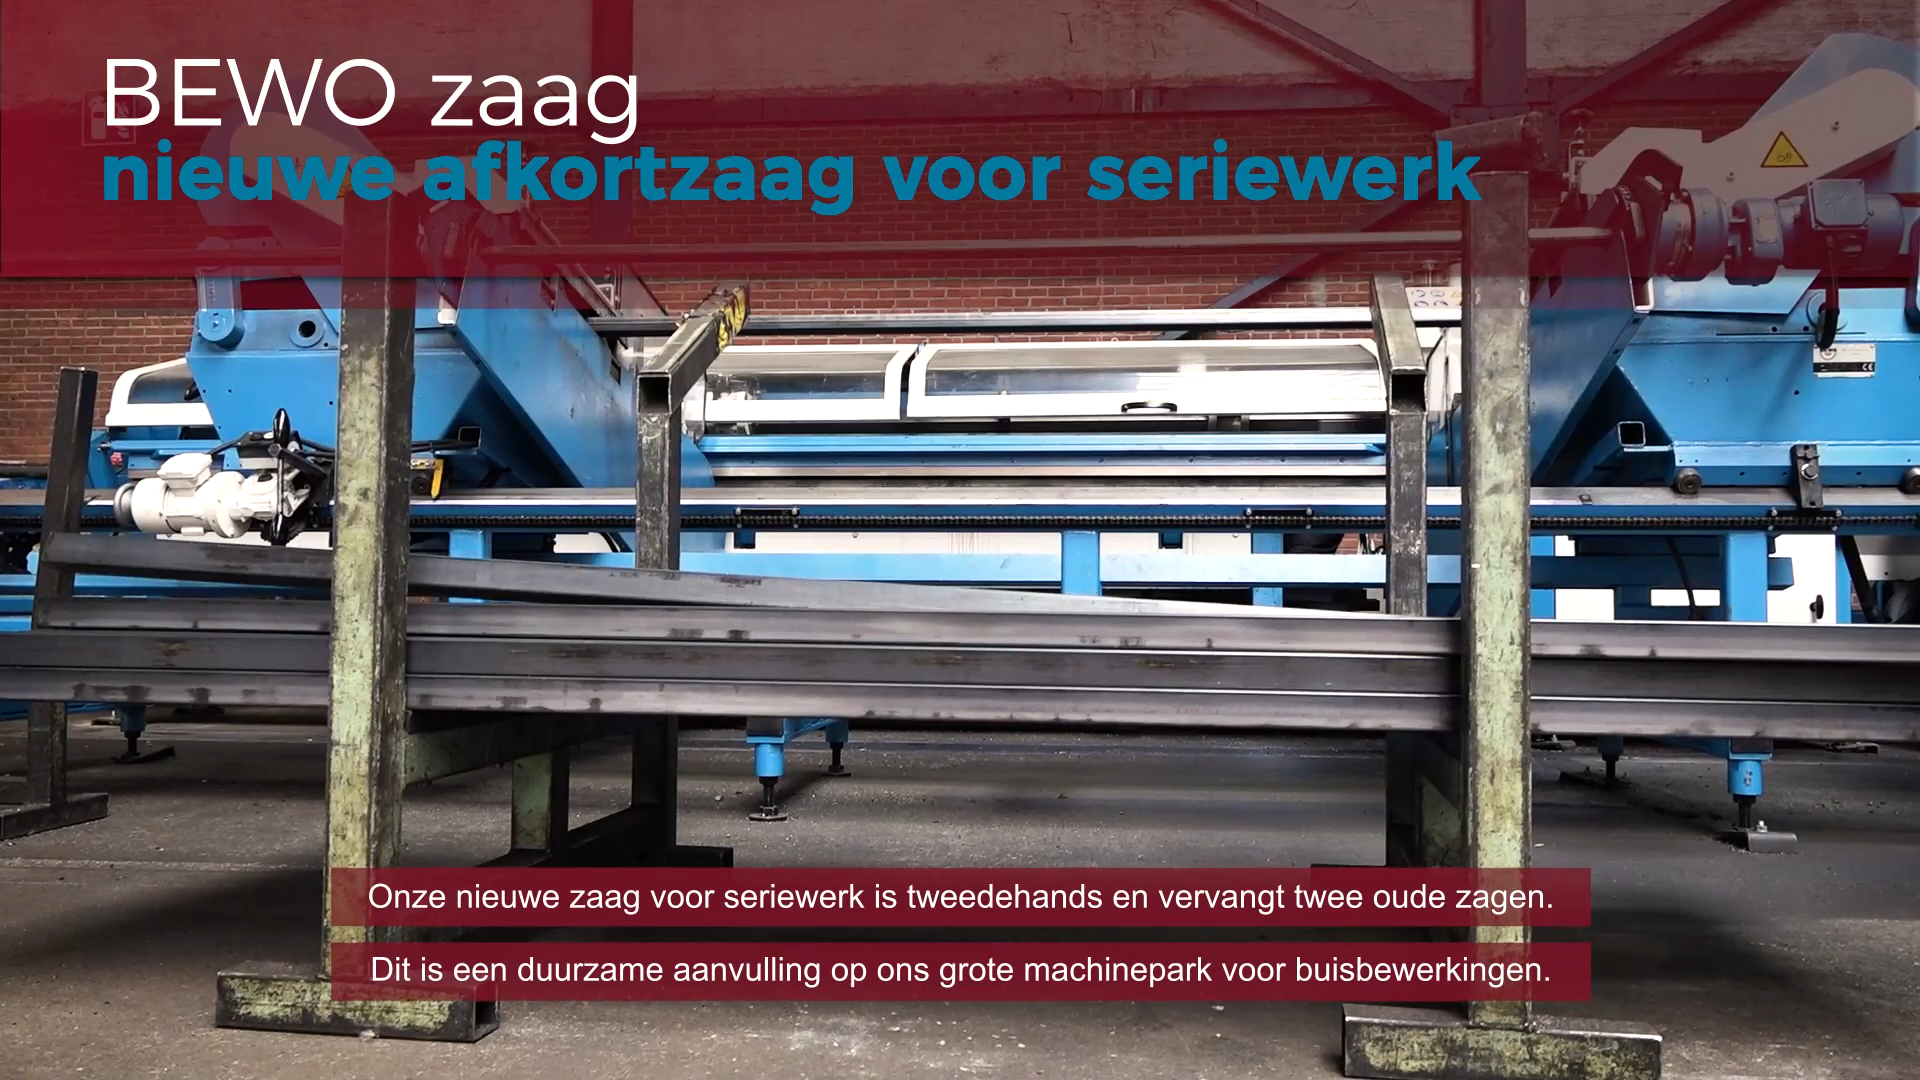 BEWO zaag
nieuwe afkortzaag voor seriewerk
Onze nieuwe zaag voor seriewerk is tweedehands en vervangt twee oude zagen.
Dit is een duurzame aanvulling op ons grote machinepark voor buisbewerkingen.